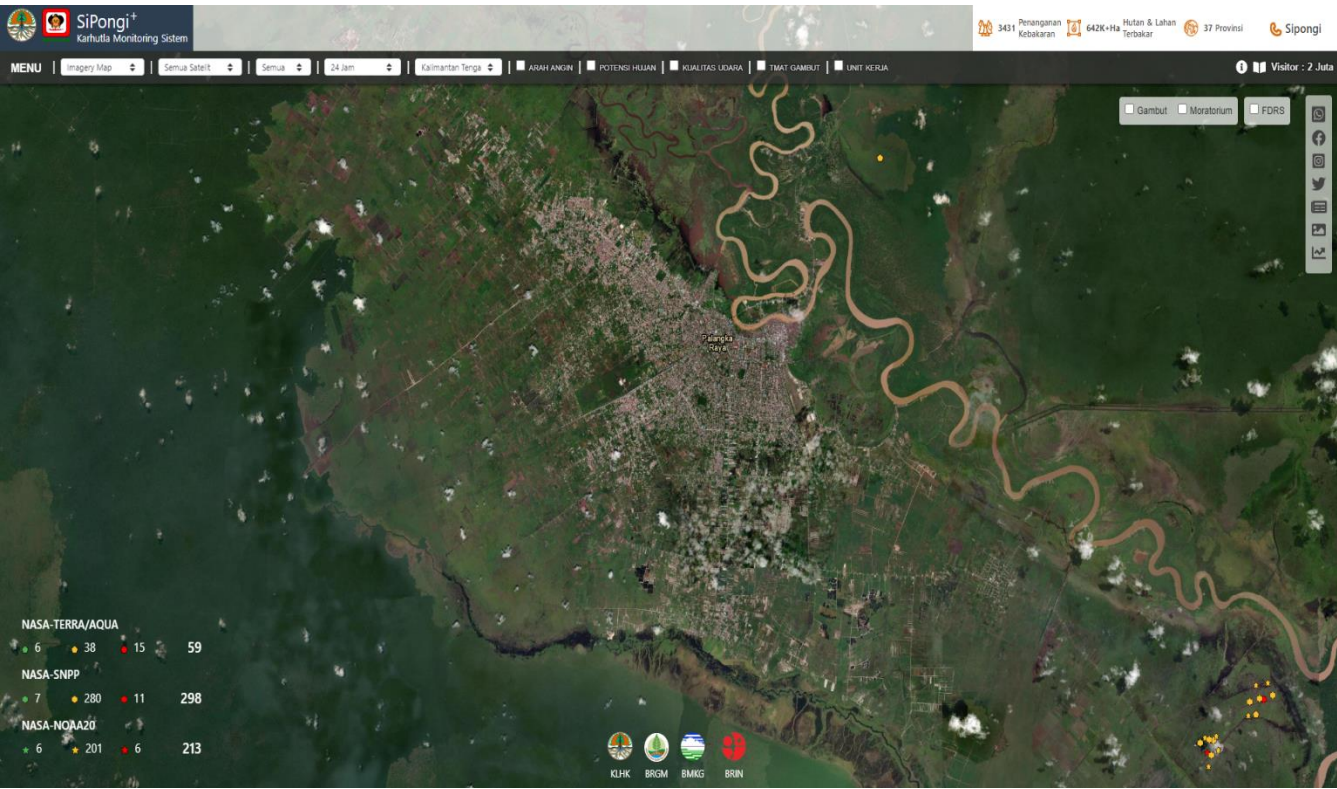 SiPongi+
Karhutla Monitoring Sistem
3431 Penanganan Kebakaran
642K+Ha Hutan & Lahan Terbakar
37 Provinsi
Sipongi
MENU | Imagery Map | Semua Satelit | Semua | 24 Jam | Kalimantan Tenga | ARAH ANGIN | POTENSI HUJAN | KUALITAS UDARA | TMAT GAMBUT | UNIT KERJA
Visitor : 2 Juta
Gambut Moratorium FDRS
Palangka
Raya
NASA-TERRA/AQUA
6 38 15 59
NASA-SNPP
7 280 11 298
NASA-NOAA20
6 201 6 213
KLHK BRGM BMKG BRIN